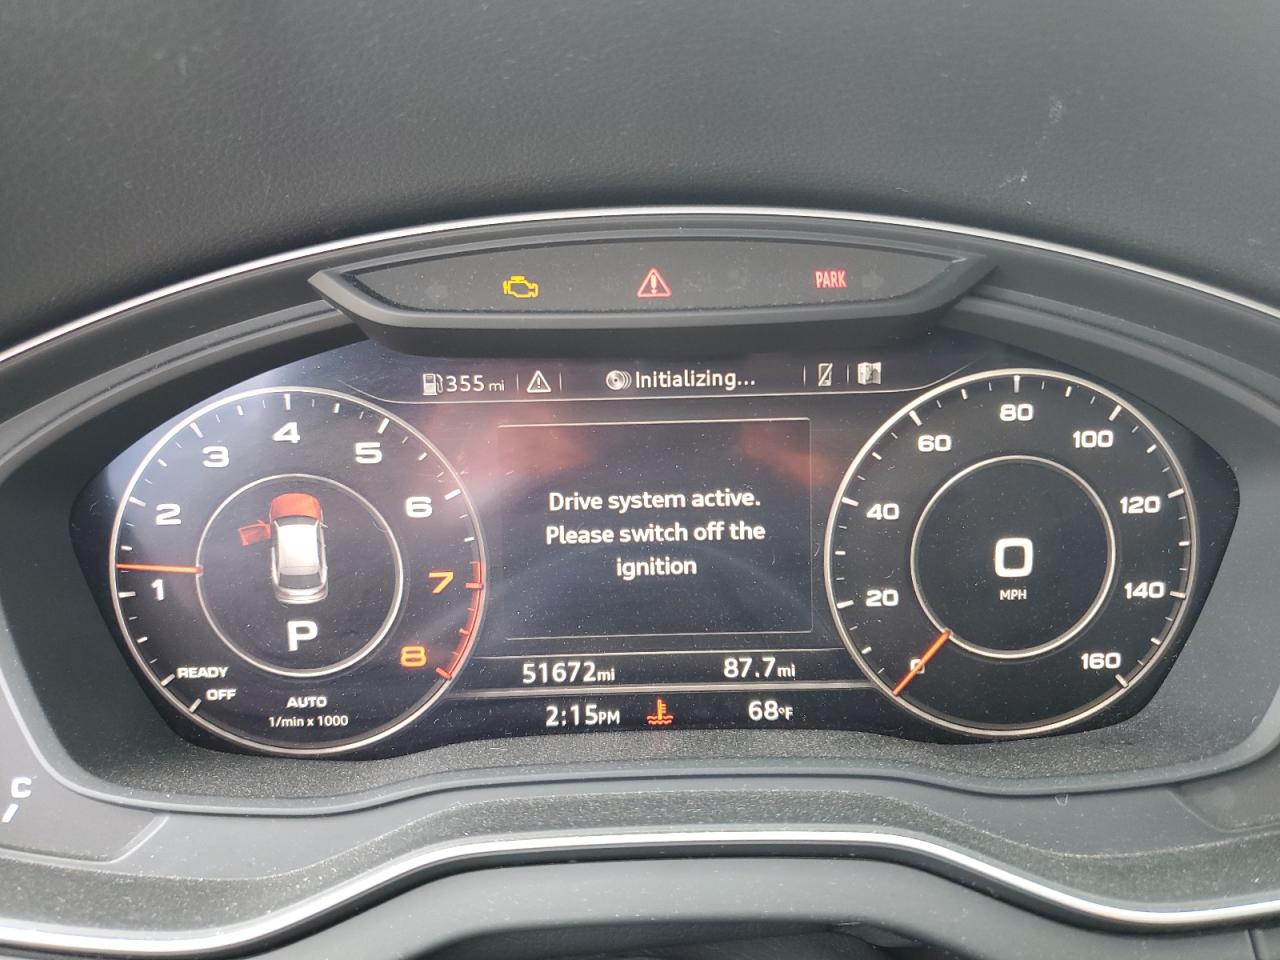 PARK
355 mi
Initializing...
1
2
3
4
5
6
7
8
P
READY
OFF
AUTO
1/min x 1000
Drive system active.
Please switch off the
ignition
51672mi
87.7mi
2:15PM
68°F
0
20
40
60
80
100
120
140
160
0
MPH
C